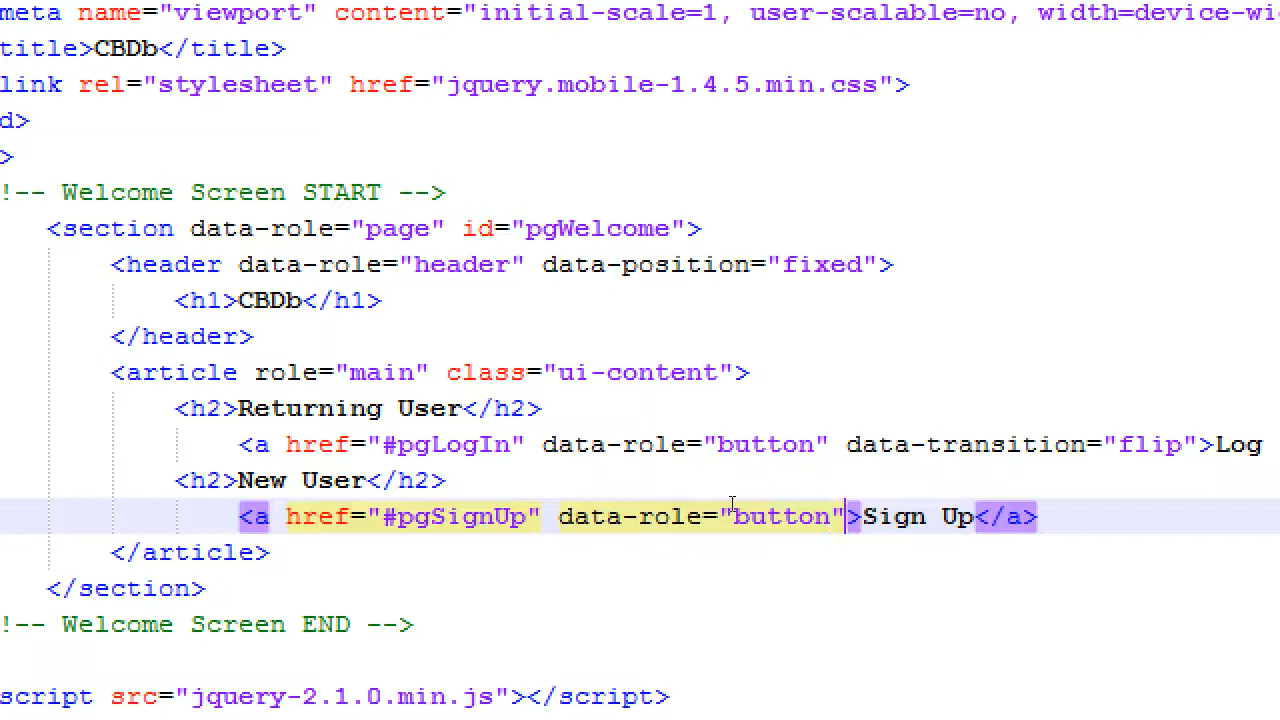 meta name="viewport" content="initial-scale=1, user-scalable=no, width=device-wi
title>CBDb</title>
link rel="stylesheet" href="jquery.mobile-1.4.5.min.css">
d>
>
!-- Welcome Screen START -->
<section data-role="page" id="pgWelcome">
<header data-role="header" data-position="fixed">
<h1>CBDb</h1>
</header>
<article role="main" class="ui-content">
<h2>Returning User</h2>
<a href="#pgLogIn" data-role="button" data-transition="flip">Log
<h2>New User</h2>
<a href="#pgSignUp" data-role="button">Sign Up</a>
</article>
</section>
!-- Welcome Screen END -->
script src="jquery-2.1.0.min.js"></script>